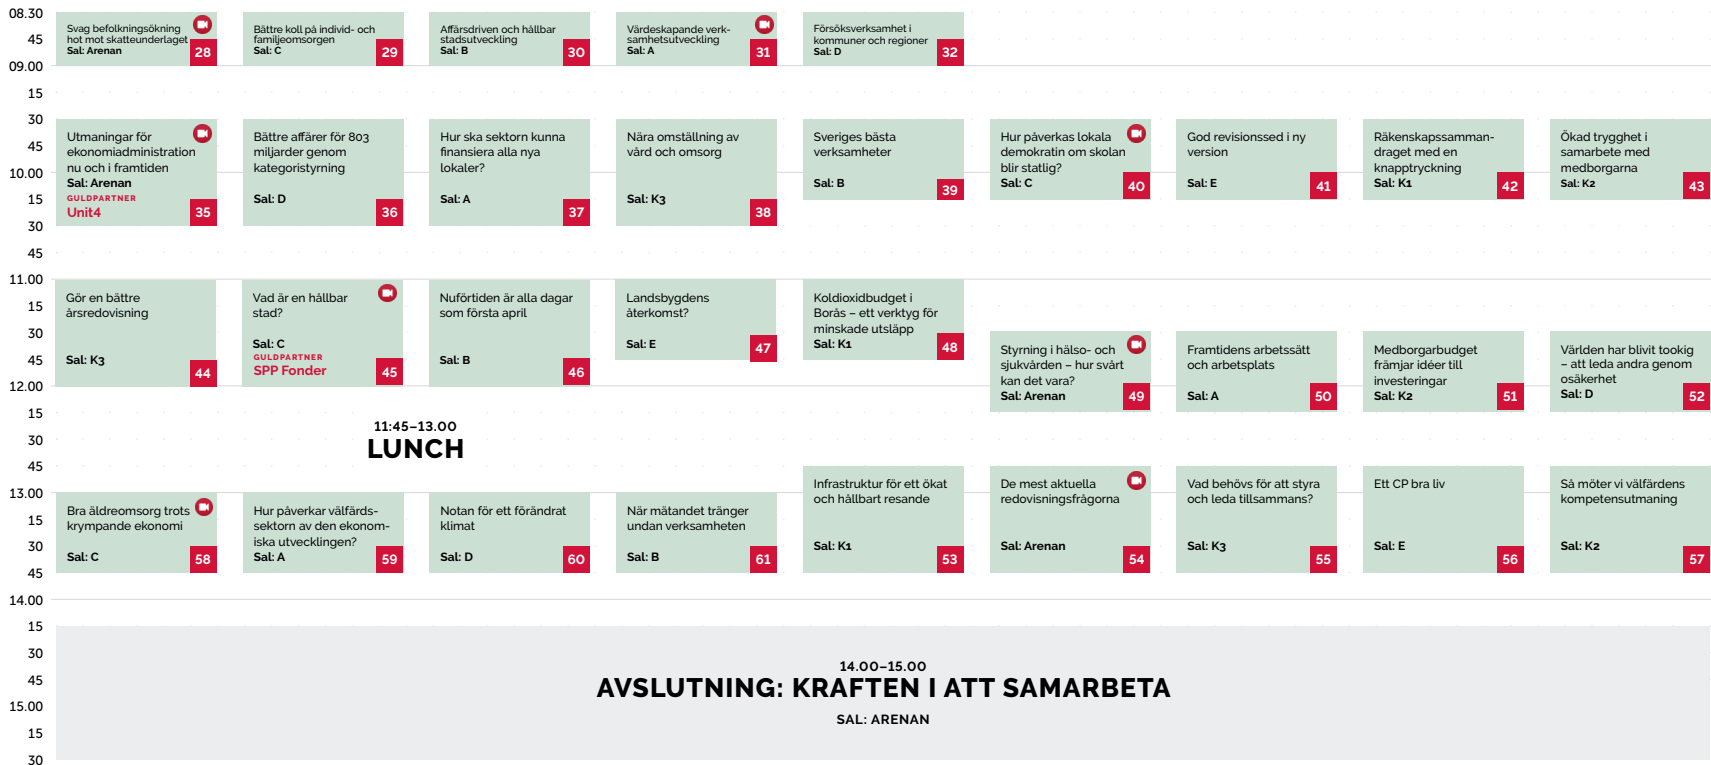 08.30
45
09.00
15
30
45
10.00
15
30
45
11.00
15
30
45
12.00
15
30
45
13.00
15
30
45
14.00
15
30
45
15.00
15
30
Svag befolkningsökning
hot mot skatteunderlaget
Sal: Arenan
28
Bättre koll på individ- och
familjeomsorgen
Sal: C
29
Affärsdriven och hållbar
stadsutveckling
Sal: B
30
Värdeskapande verk-
samhetsutveckling
Sal: A
31
Försöksverksamhet i
kommuner och regioner
Sal: D
32
Utmaningar för
ekonomiadministration
nu och i framtiden
Sal: Arenan
GULDPARTNER
Unit4
35
Bättre affärer för 803
miljarder genom
kategoristyrning
Sal: D
36
Hur ska sektorn kunna
finansiera alla nya
lokaler?
Sal: A
37
Nära omställning av
vård och omsorg
Sal: K3
38
Sveriges bästa
verksamheter
Sal: B
39
Hur påverkas lokala
demokratin om skolan
blir statlig?
Sal: C
40
God revisionssed i ny
version
Sal: E
41
Räkenskapssamman-
draget med en
knapptryckning
Sal: K1
42
Ökad trygghet i
samarbete med
medborgarna
Sal: K2
43
Gör en bättre
årsredovisning
Sal: K3
44
Vad är en hållbar
stad?
Sal: C
GULDPARTNER
SPP Fonder
45
Nuförtiden är alla dagar
som första april
Sal: B
46
Landsbygdens
återkomst?
Sal: E
47
Koldioxidbudget i
Borås – ett verktyg för
minskade utsläpp
Sal: K1
48
Styrning i hälso- och
sjukvården – hur svårt
kan det vara?
Sal: Arenan
49
Framtidens arbetssätt
och arbetsplats
Sal: A
50
Medborgarbudget
främjar idéer till
investeringar
Sal: K2
51
Världen har blivit tookig
– att leda andra genom
osäkerhet
Sal: D
52
11:45–13.00
LUNCH
Bra äldreomsorg trots
krympande ekonomi
Sal: C
58
Hur påverkar välfärds-
sektorn av den ekonom-
iska utvecklingen?
Sal: A
59
Notan för ett förändrat
klimat
Sal: D
60
När mätandet tränger
undan verksamheten
Sal: B
61
Infrastruktur för ett ökat
och hållbart resande
Sal: K1
53
De mest aktuella
redovisningsfrågorna
Sal: Arenan
54
Vad behövs för att styra
och leda tillsammans?
Sal: K3
55
Ett CP bra liv
Sal: E
56
Så möter vi välfärdens
kompetensutmaning
Sal: K2
57
14.00–15.00
AVSLUTNING: KRAFTEN I ATT SAMARBETA
SAL: ARENAN